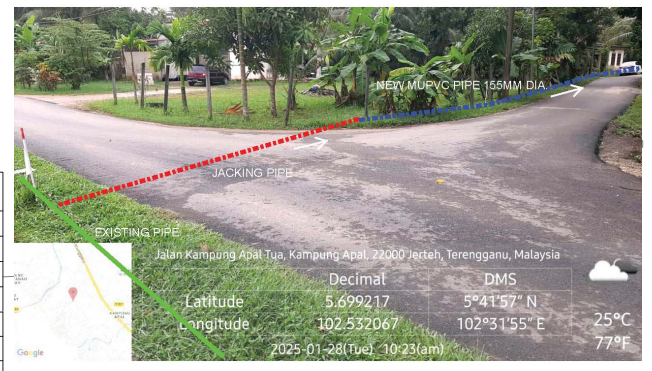 NEW MUPVC PIPE 155MM DIA.
JACKING PIPE
EXISTING PIPE
Jalan Kampung Apal Tua, Kampung Apal, 22000 Jerteh, Terengganu, Malaysia
Decimal DMS
Latitude 5.699217 5°41'57" N
Longitude 102.532067 102°31'55" E
25°C
77°F
2025-01-28(Tue) 10:23(am)
Google